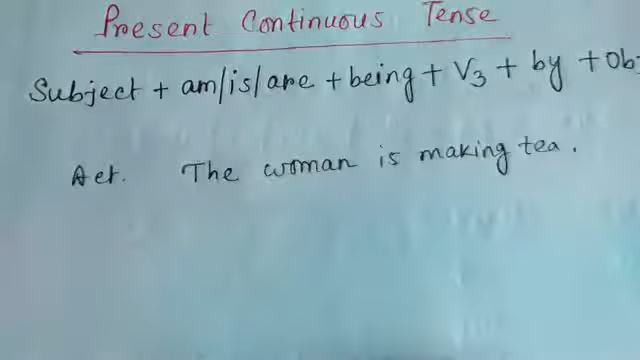 Present Continuous Tense
Subject + am/is/are + being + V3 + by + Ob
Act. The woman is making tea.